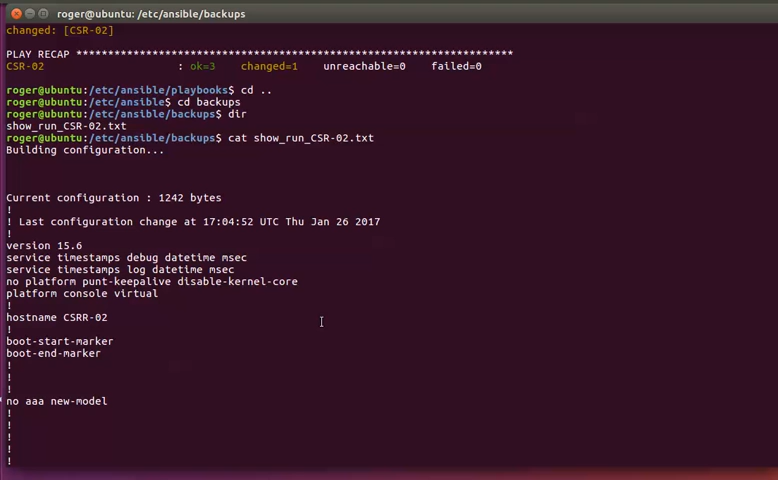 roger@ubuntu: /etc/ansible/backups
changed: [CSR-02]
PLAY RECAP *********************************************************************
CSR-02 : ok=3 changed=1 unreachable=0 failed=0
roger@ubuntu:/etc/ansible/playbooks$ cd ..
roger@ubuntu:/etc/ansible$ cd backups
roger@ubuntu:/etc/ansible/backups$ dir
show_run_CSR-02.txt
roger@ubuntu:/etc/ansible/backups$ cat show_run_CSR-02.txt
Building configuration...
Current configuration : 1242 bytes
!
! Last configuration change at 17:04:52 UTC Thu Jan 26 2017
!
version 15.6
service timestamps debug datetime msec
service timestamps log datetime msec
no platform punt-keepalive disable-kernel-core
platform console virtual
!
hostname CSRR-02
!
boot-start-marker
boot-end-marker
!
!
!
no aaa new-model
!
!
!
!
!